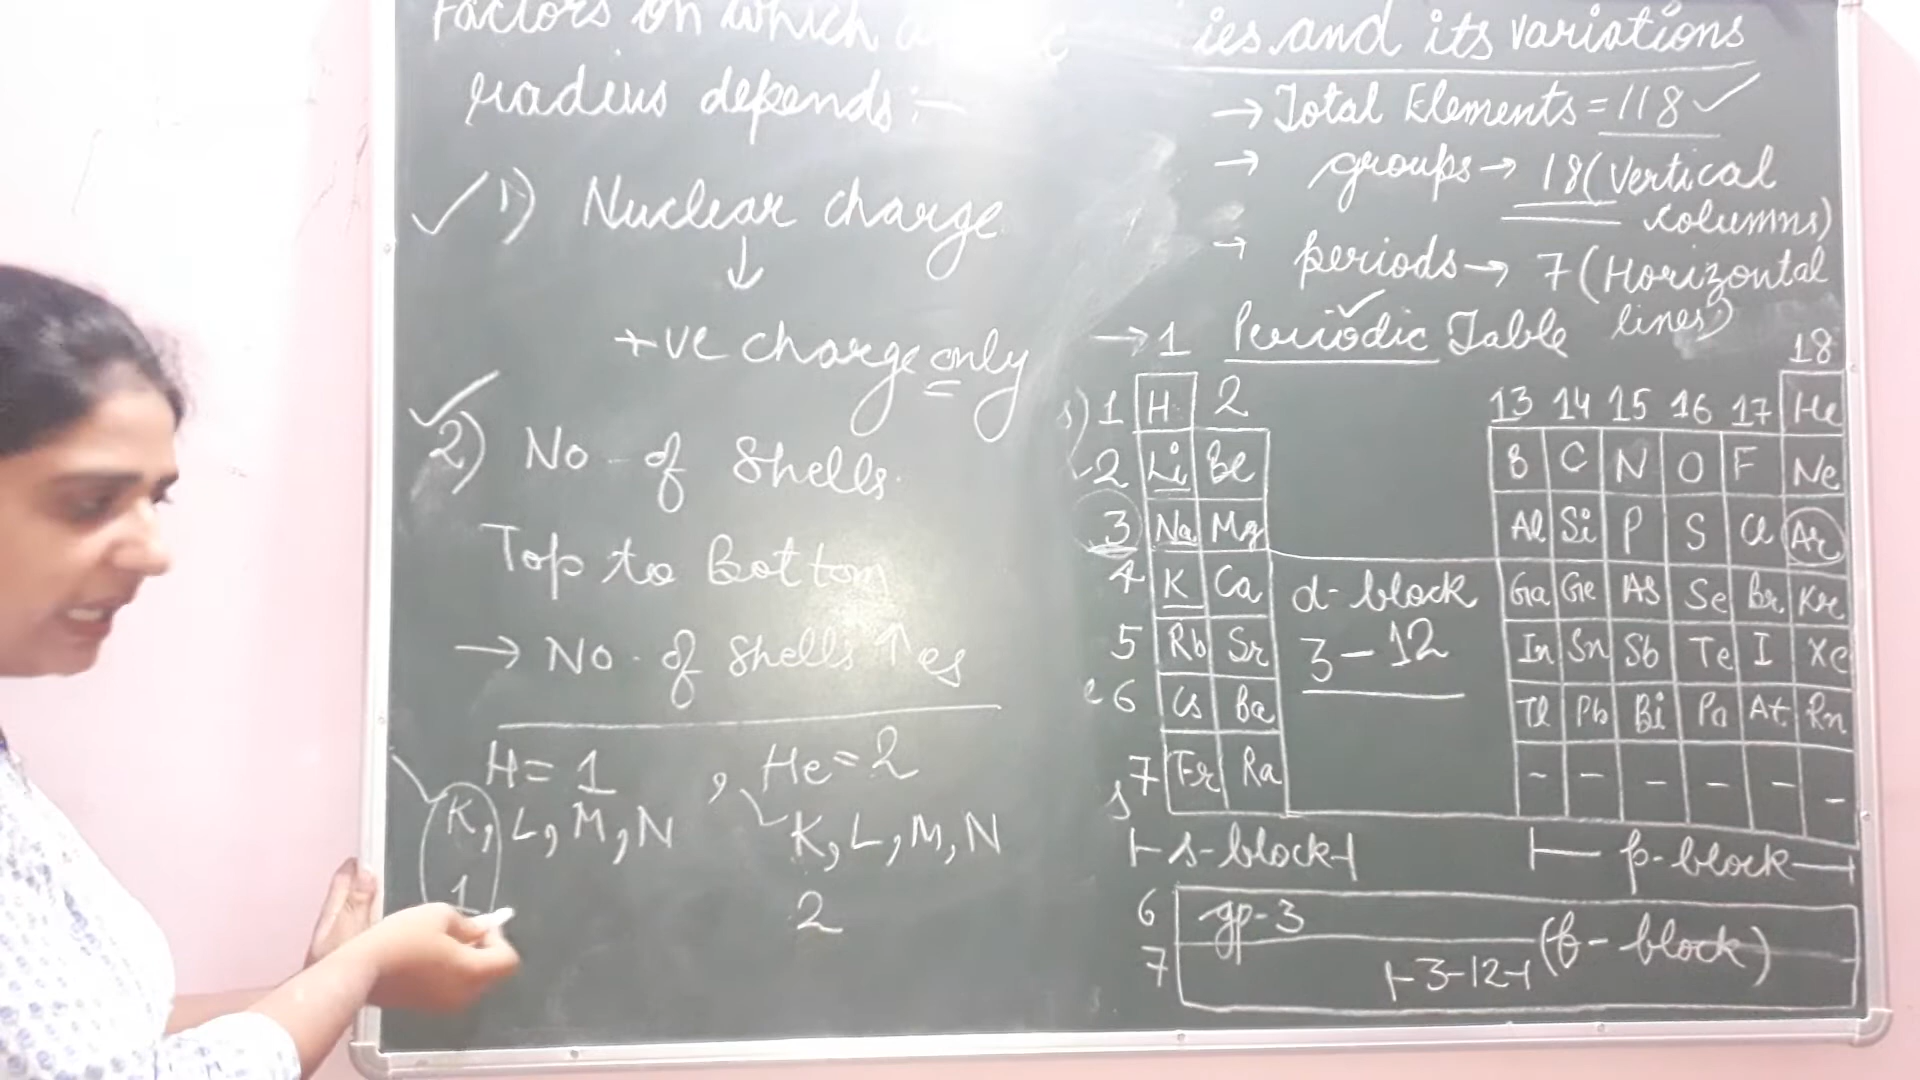 Factors on which
radius depends :-
✓ 1) Nuclear charge
↓
+ve charge only
✓ 2) No. of Shells.
Top to Bottom
→ No. of Shells ↑es
H = 1 , He = 2
K, L, M, N K, L, M, N
1 2
ies and its variations
→ Total Elements = 118 ✓
→ groups → 18 (Vertical
columns)
→ periods → 7 (Horizontal
lines)
→ 1 Periodic Table 18
1 H 2 13 14 15 16 17 He
2 Li Be B C N O F Ne
3 Na Mg Al Si P S Cl Ar
4 K Ca d-block Ga Ge As Se Br Kr
5 Rb Sr 3-12 In Sn Sb Te I Xe
6 Cs Ba Tl Pb Bi Po At Rn
7 Fr Ra - - - - - -
s-block p-block
6 gp-3
7 3-12 (f-block)